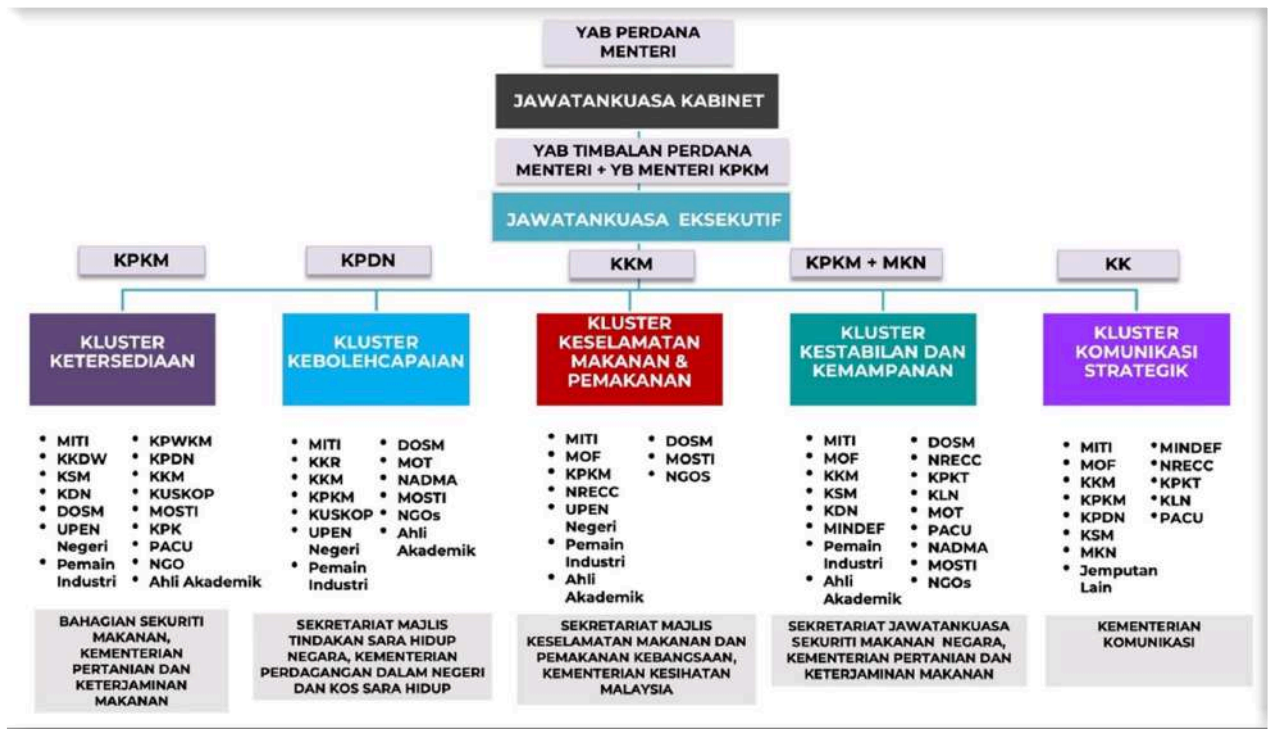 YAB PERDANA
MENTERI
JAWATANKUASA KABINET
YAB TIMBALAN PERDANA
MENTERI + YB MENTERI KPKM
JAWATANKUASA EKSEKUTIF
KPKM
KPDN
KKM
KPKM + MKN
KK
KLUSTER
KETERSEDIAAN
KLUSTER
KEBOLEHCAPAIAN
KLUSTER
KESELAMATAN
MAKANAN &
PEMAKANAN
KLUSTER
KESTABILAN DAN
KEMAMPANAN
KLUSTER
KOMUNIKASI
STRATEGIK
• MITI
• KKDW
• KSM
• KDN
• DOSM
• UPEN
Negeri
• Pemain
Industri
• KPWKM
• KPDN
• KKM
• KUSKOP
• MOSTI
• KPK
• PACU
• NGO
• Ahli Akademik
• MITI
• KKR
• KKM
• KPKM
• KUSKOP
• UPEN
Negeri
• Pemain
Industri
• DOSM
• MOT
• NADMA
• MOSTI
• NGOs
• Ahli
Akademik
• MITI
• MOF
• KPKM
• NRECC
• UPEN
Negeri
• Pemain
Industri
• Ahli
Akademik
• DOSM
• MOSTI
• NGOS
• MITI
• MOF
• KKM
• KSM
• KDN
• MINDEF
• Pemain
Industri
• Ahli
Akademik
• DOSM
• NRECC
• KPKT
• KLN
• MOT
• PACU
• NADMA
• MOSTI
• NGOs
• MITI
• MOF
• KKM
• KPKM
• KPDN
• KSM
• MKN
• Jemputan
Lain
•MINDEF
•NRECC
•KPKT
•KLN
•PACU
BAHAGIAN SEKURITI
MAKANAN,
KEMENTERIAN
PERTANIAN DAN
KETERJAMINAN
MAKANAN
SEKRETARIAT MAJLIS
TINDAKAN SARA HIDUP
NEGARA, KEMENTERIAN
PERDAGANGAN DALAM NEGERI
DAN KOS SARA HIDUP
SEKRETARIAT MAJLIS
KESELAMATAN MAKANAN DAN
PEMAKANAN KEBANGSAAN,
KEMENTERIAN KESIHATAN
MALAYSIA
SEKRETARIAT JAWATANKUASA
SEKURITI MAKANAN NEGARA,
KEMENTERIAN PERTANIAN DAN
KETERJAMINAN MAKANAN
KEMENTERIAN
KOMUNIKASI